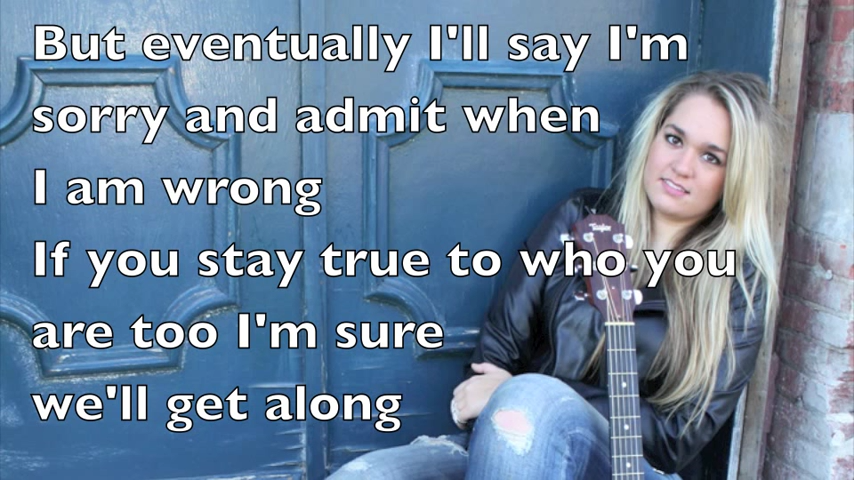 But eventually I'll say I'm
sorry and admit when
I am wrong
If you stay true to who you
are too I'm sure
we'll get along
Taylor